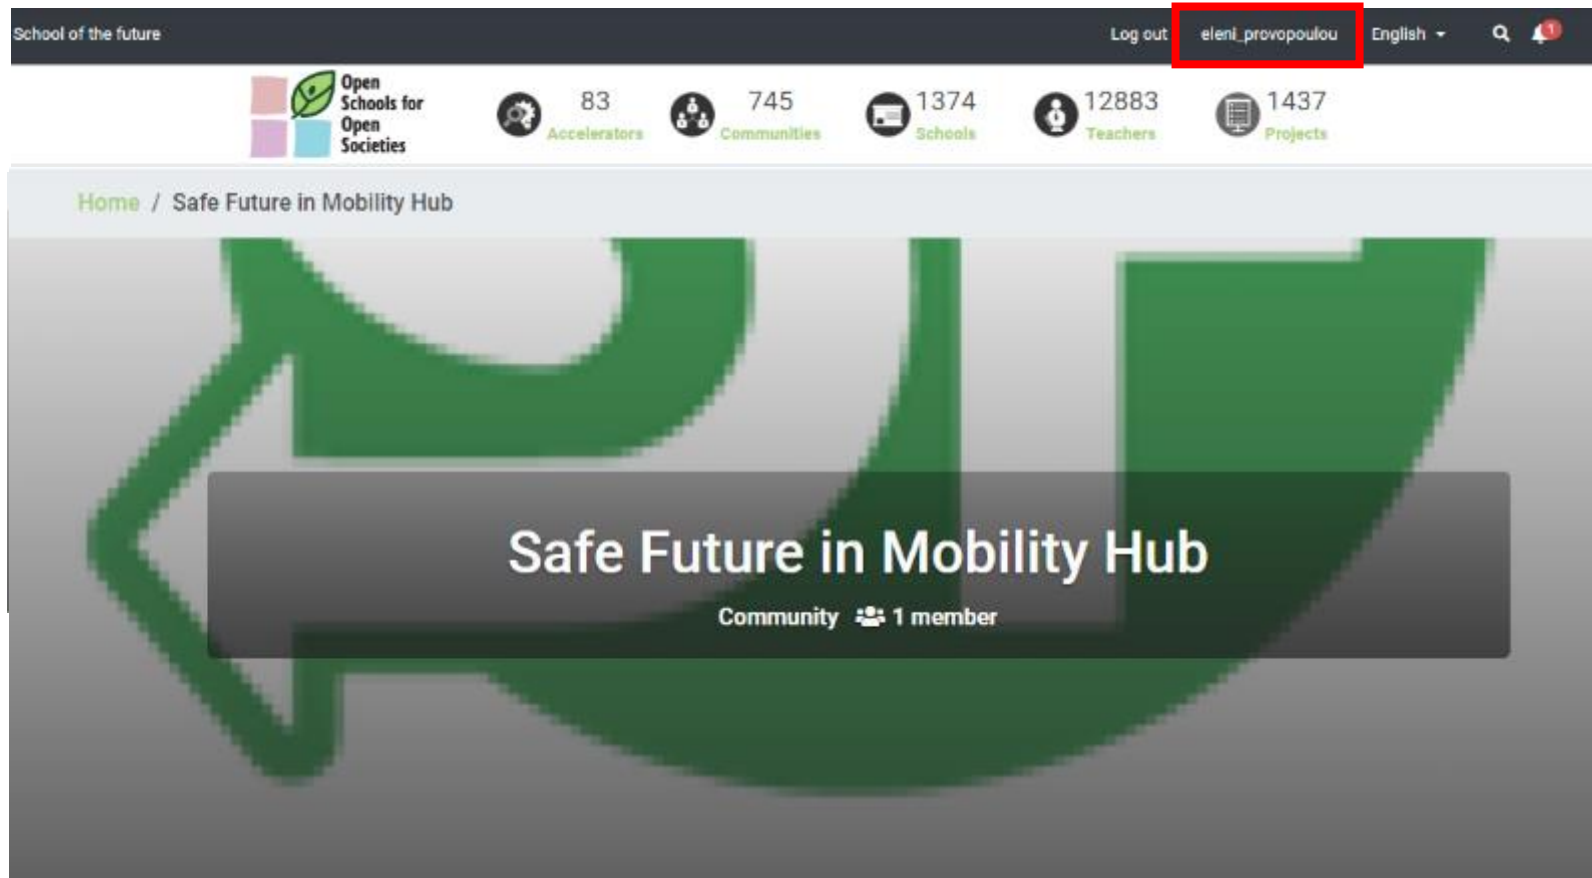 School of the future
Log out eleni_provopoulou English 1
Open
Schools for
Open
Societies
83
Accelerators
745
Communities
1374
Schools
12883
Teachers
1437
Projects
Home / Safe Future in Mobility Hub
Safe Future in Mobility Hub
Community 1 member